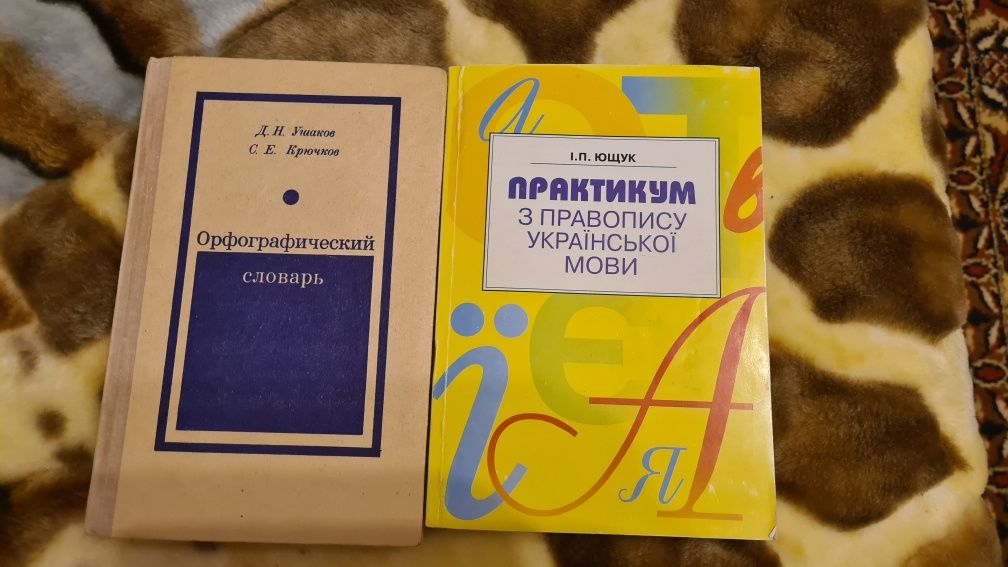 Д. Н. Ушаков
С. Е. Крючков
Орфографический
словарь
І.П. ЮЩУК
ПРАКТИКУМ
З ПРАВОПИСУ
УКРАЇНСЬКОЇ
МОВИ
а
в
ї
Є
А
я